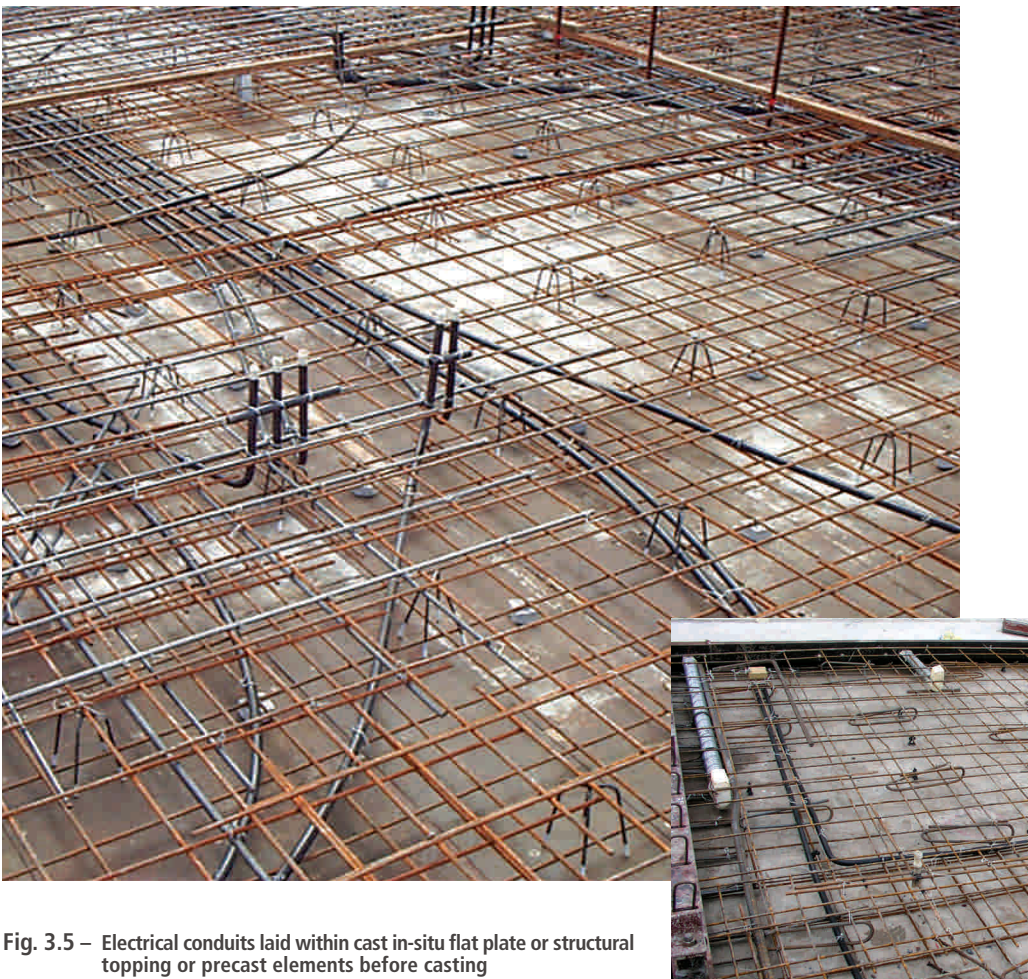 Fig. 3.5 – Electrical conduits laid within cast in-situ flat plate or structural
topping or precast elements before casting